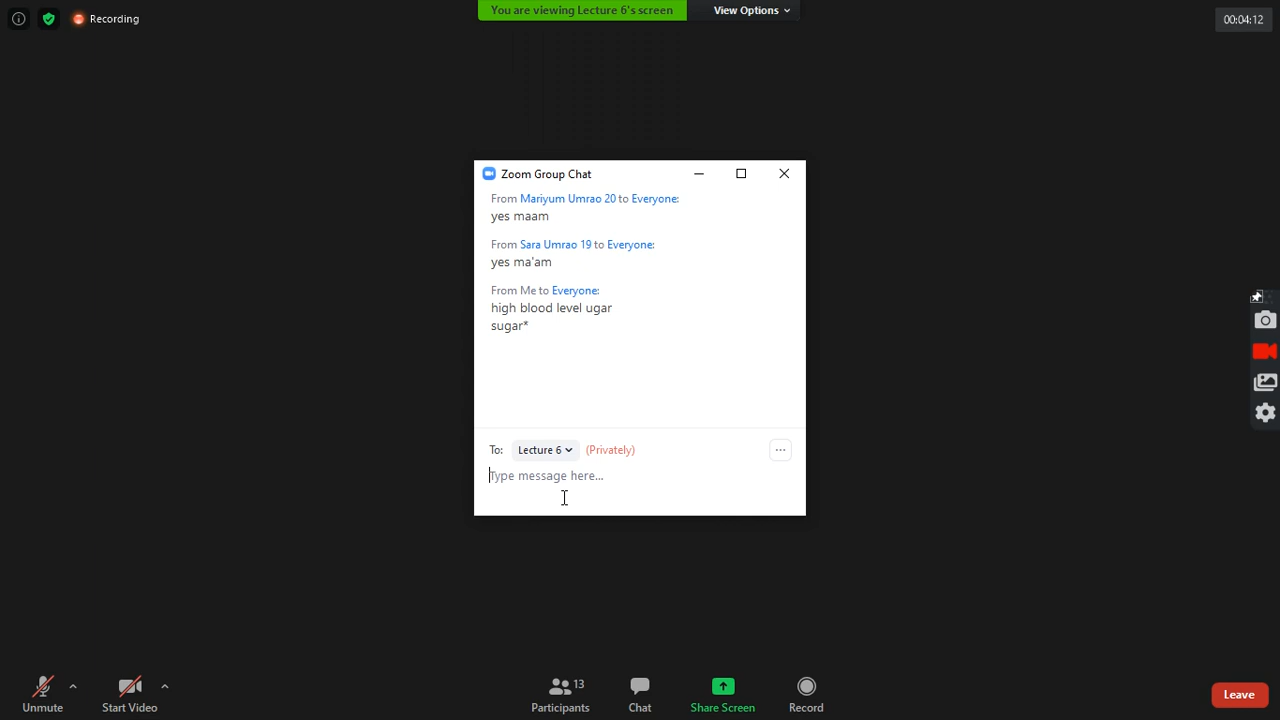 Recording
You are viewing Lecture 6's screen
View Options
00:04:12
Zoom Group Chat
From Mariyum Umrao 20 to Everyone:
yes maam
From Sara Umrao 19 to Everyone:
yes ma'am
From Me to Everyone:
high blood level ugar
sugar*
To: Lecture 6 (Privately)
Type message here...
Unmute
Start Video
13
Participants
Chat
Share Screen
Record
Leave